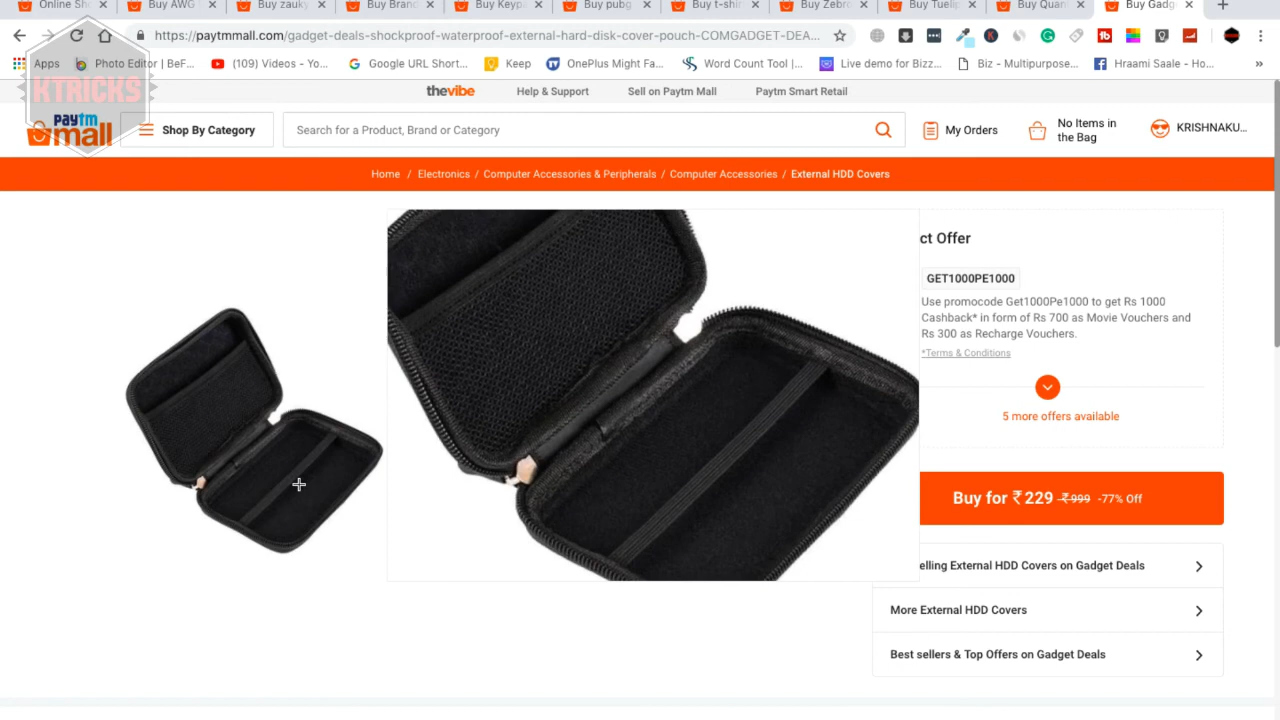 Online Sho
Buy AWG
Buy zauky
Buy Branc
Buy Keypa
Buy pubg
Buy t-shir
Buy Zebro
Buy Tuelip
Buy Quan
Buy Gadg
https://paytmmall.com/gadget-deals-shockproof-waterproof-external-hard-disk-cover-pouch-COMGADGET-DEA...
Apps
Photo Editor | BeF...
(109) Videos - Yo...
Google URL Short...
Keep
OnePlus Might Fa...
Word Count Tool |...
Live demo for Bizz...
Biz - Multipurpose...
Hraami Saale - Ho...
»
KTRICKS
thevibe
Help & Support
Sell on Paytm Mall
Paytm Smart Retail
paytm
mall
Shop By Category
Search for a Product, Brand or Category
My Orders
No Items in
the Bag
KRISHNAKU...
Home / Electronics / Computer Accessories & Peripherals / Computer Accessories / External HDD Covers
ct Offer
GET1000PE1000
Use promocode Get1000Pe1000 to get Rs 1000
Cashback* in form of Rs 700 as Movie Vouchers and
Rs 300 as Recharge Vouchers.
*Terms & Conditions
5 more offers available
Buy for ₹229 ₹999 -77% Off
elling External HDD Covers on Gadget Deals
More External HDD Covers
Best sellers & Top Offers on Gadget Deals